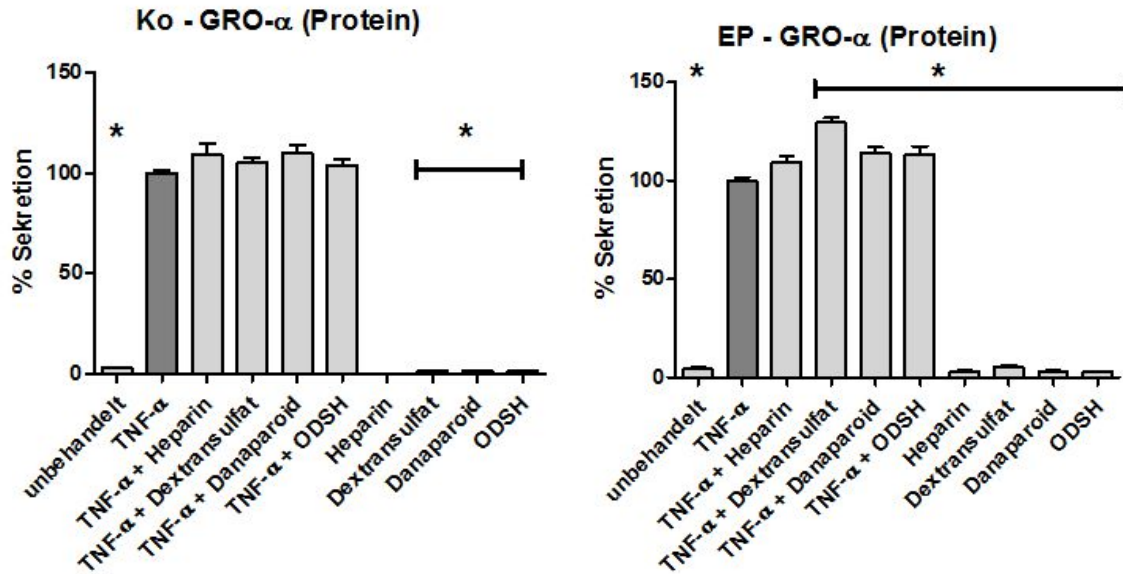 Ko - GRO-α (Protein)
% Sekretion
150
100
50
0
*
*
unbehandelt
TNF-α
TNF-α + Heparin
TNF-α + Dextransulfat
TNF-α + Danaparoid
TNF-α + ODSH
Heparin
Dextransulfat
Danaparoid
ODSH
EP - GRO-α (Protein)
% Sekretion
150
100
50
0
*
*
unbehandelt
TNF-α
TNF-α + Heparin
TNF-α + Dextransulfat
TNF-α + Danaparoid
TNF-α + ODSH
Heparin
Dextransulfat
Danaparoid
ODSH